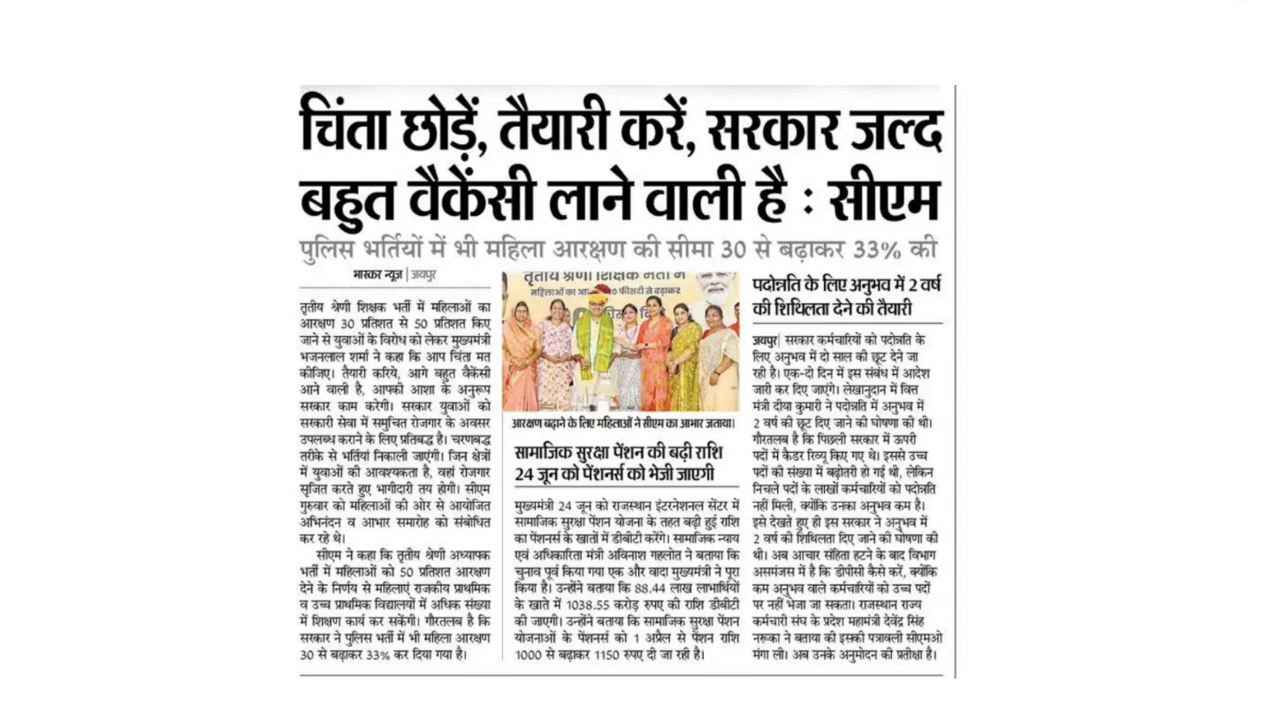 चिंता छोड़ें, तैयारी करें, सरकार जल्द
बहुत वैकेंसी लाने वाली है : सीएम
पुलिस भर्तियों में भी महिला आरक्षण की सीमा 30 से बढ़ाकर 33% की
भास्कर न्यूज | जयपुर
तृतीय श्रेणी शिक्षक भर्ती में महिलाओं का
आरक्षण 30 प्रतिशत से 50 प्रतिशत किए
जाने से युवाओं के विरोध को लेकर मुख्यमंत्री
भजनलाल शर्मा ने कहा कि आप चिंता मत
कीजिए। तैयारी करिये, आगे बहुत वैकेंसी
आने वाली है, आपकी आशा के अनुरूप
सरकार काम करेगी। सरकार युवाओं को
सरकारी सेवा में समुचित रोजगार के अवसर
उपलब्ध कराने के लिए प्रतिबद्ध है। चरणबद्ध
तरीके से भर्तियां निकाली जाएंगी। जिन क्षेत्रों
में युवाओं की आवश्यकता है, वहां रोजगार
सृजित करते हुए भागीदारी तय होगी। सीएम
गुरुवार को महिलाओं की ओर से आयोजित
अभिनंदन व आभार समारोह को संबोधित
कर रहे थे।
सीएम ने कहा कि तृतीय श्रेणी अध्यापक
भर्ती में महिलाओं को 50 प्रतिशत आरक्षण
देने के निर्णय से महिलाएं राजकीय प्राथमिक
व उच्च प्राथमिक विद्यालयों में अधिक संख्या
में शिक्षण कार्य कर सकेंगी। गौरतलब है कि
सरकार ने पुलिस भर्ती में भी महिला आरक्षण
30 से बढ़ाकर 33% कर दिया गया है।
तृतीय श्रेणी शिक्षक भर्ती में
महिलाओं का आर 0 फीसदी से बढ़ाकर
आरक्षण बढ़ाने के लिए महिलाओं ने सीएम का आभार जताया।
सामाजिक सुरक्षा पेंशन की बढ़ी राशि
24 जून को पेंशनर्स को भेजी जाएगी
मुख्यमंत्री 24 जून को राजस्थान इंटरनेशनल सेंटर में
सामाजिक सुरक्षा पेंशन योजना के तहत बढ़ी हुई राशि
का पेंशनर्स के खातों में डीबीटी करेंगे। सामाजिक न्याय
एवं अधिकारिता मंत्री अविनाश गहलोत ने बताया कि
चुनाव पूर्व किया गया एक और वादा मुख्यमंत्री ने पूरा
किया है। उन्होंने बताया कि 88.44 लाख लाभार्थियों
के खाते में 1038.55 करोड़ रुपए की राशि डीबीटी
की जाएगी। उन्होंने बताया कि सामाजिक सुरक्षा पेंशन
योजनाओं के पेंशनर्स को 1 अप्रैल से पेंशन राशि
1000 से बढ़ाकर 1150 रुपए दी जा रही है।
पदोन्नति के लिए अनुभव में 2 वर्ष
की शिथिलता देने की तैयारी
जयपुर| सरकार कर्मचारियों को पदोन्नति के
लिए अनुभव में दो साल की छूट देने जा
रही है। एक-दो दिन में इस संबंध में आदेश
जारी कर दिए जाएंगे। लेखानुदान में वित्त
मंत्री दीया कुमारी ने पदोन्नति में अनुभव में
2 वर्ष की छूट दिए जाने की घोषणा की थी।
गौरतलब है कि पिछली सरकार में ऊपरी
पदों में कैडर रिव्यू किए गए थे। इससे उच्च
पदों की संख्या में बढ़ोतरी हो गई थी, लेकिन
निचले पदों के लाखों कर्मचारियों को पदोन्नति
नहीं मिली, क्योंकि उनका अनुभव कम है।
इसे देखते हुए ही इस सरकार ने अनुभव में
2 वर्ष की शिथिलता दिए जाने की घोषणा की
थी। अब आचार संहिता हटने के बाद विभाग
असमंजस में है कि डीपीसी कैसे करें, क्योंकि
कम अनुभव वाले कर्मचारियों को उच्च पदों
पर नहीं भेजा जा सकता। राजस्थान राज्य
कर्मचारी संघ के प्रदेश महामंत्री देवेंद्र सिंह
नरूका ने बताया की इसकी पत्रावली सीएमओ
मंगा ली। अब उनके अनुमोदन की प्रतीक्षा है।